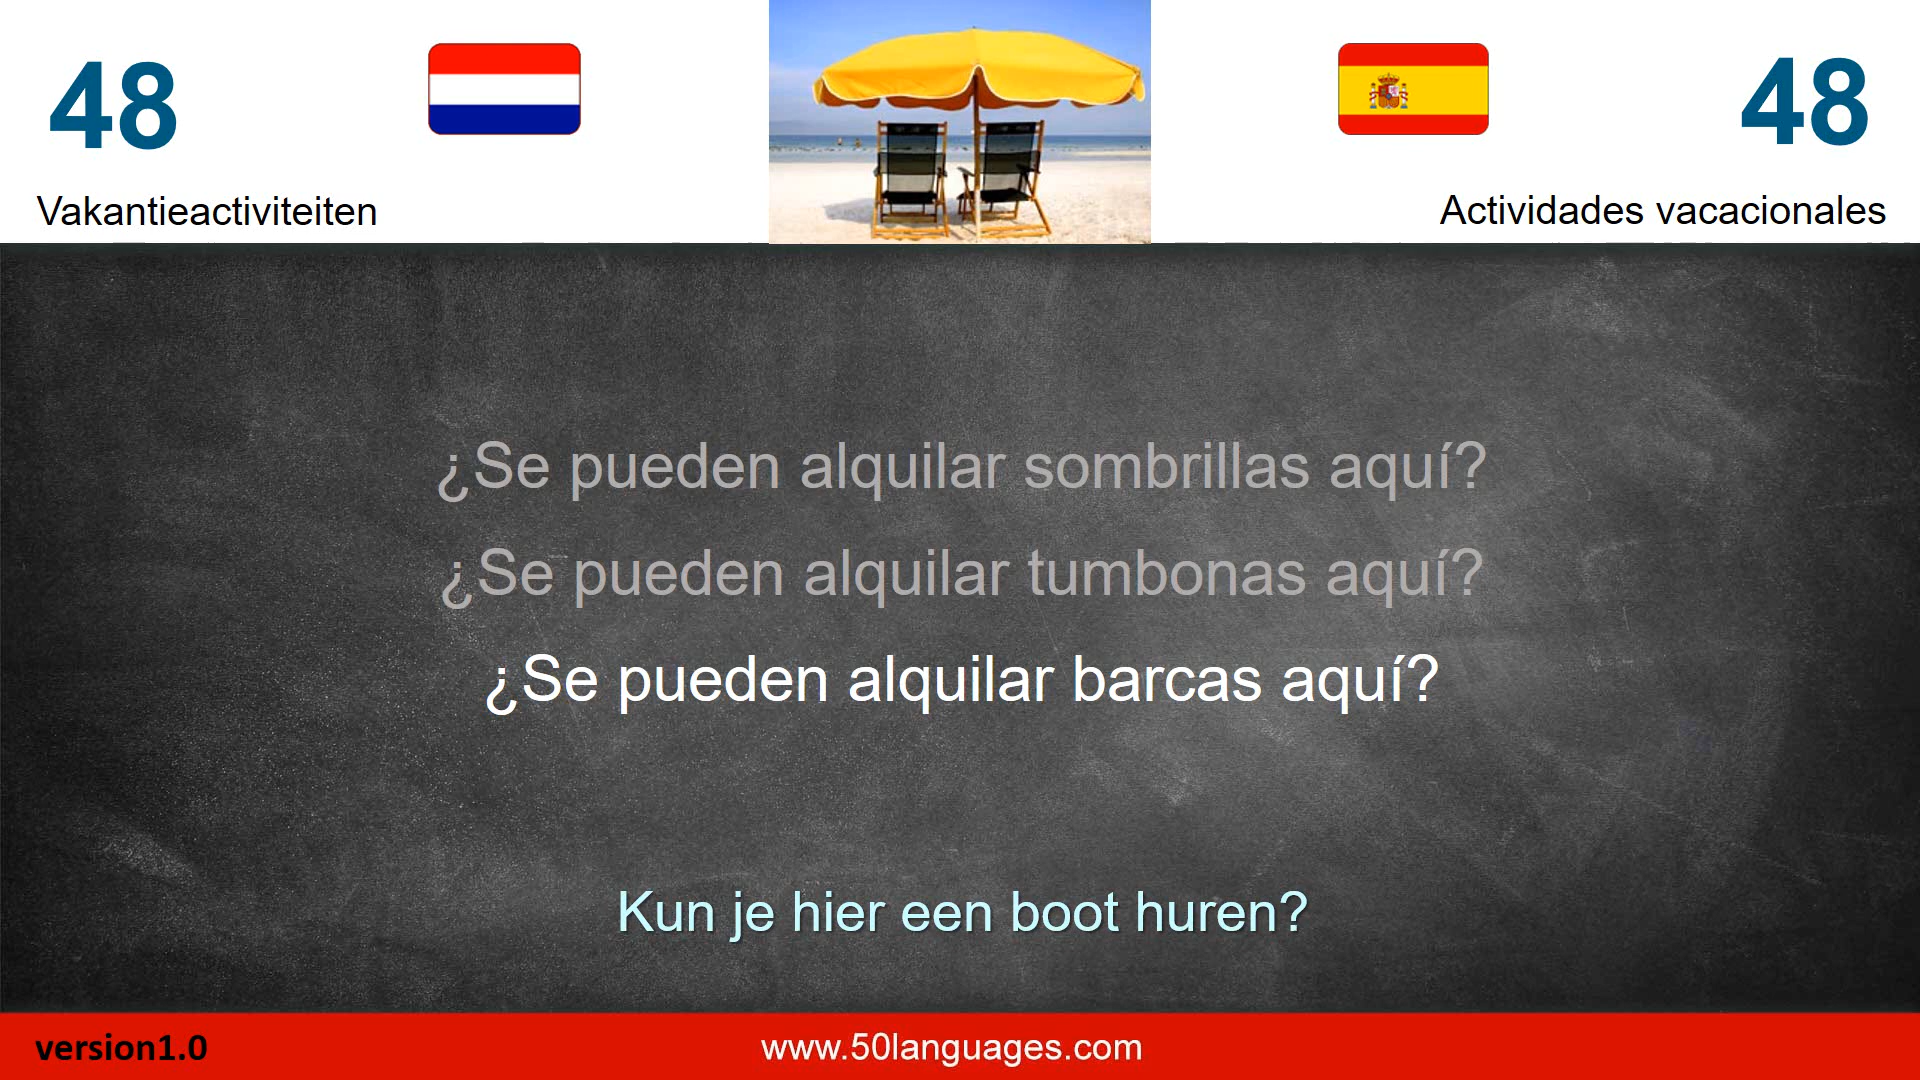 48
48
Vakantieactiviteiten
Actividades vacacionales
¿Se pueden alquilar sombrillas aquí?
¿Se pueden alquilar tumbonas aquí?
¿Se pueden alquilar barcas aquí?
Kun je hier een boot huren?
version1.0
www.50languages.com